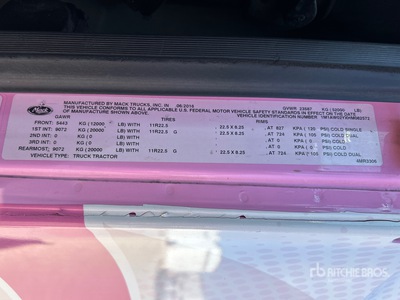 Mack
MANUFACTURED BY MACK TRUCKS, INC. IN 06/2016 GVWR 23587 KG ( 52000 LB)
THIS VEHICLE CONFORMS TO ALL APPLICABLE U.S. FEDERAL MOTOR VEHICLE SAFETY STANDARDS IN EFFECT ON THE DATE
OF MANUFACTURE SHOWN ABOVE. VEHICLE IDENTIFICATION NUMBER
GAWR TIRES RIMS
FRONT: 5443 KG ( 12000 LB) WITH 11R22.5 , 22.5 X 8.25 , AT 827 KPA ( 120 PSI) COLD SINGLE
1ST INT: 9072 KG ( 20000 LB) WITH 11R22.5 G , 22.5 X 8.25 , AT 724 KPA ( 105 PSI) COLD DUAL
2ND INT: 0 KG ( 0 LB) WITH , AT 0 KPA ( 0 PSI) COLD
3RD INT: 0 KG ( 0 LB) WITH , AT 0 KPA ( 0 PSI) COLD
REARMOST: 9072 KG ( 20000 LB) WITH 11R22.5 G , 22.5 X 8.25 , AT 724 KPA ( 105 PSI) COLD DUAL
VEHICLE TYPE: TRUCK TRACTOR
rb RITCHIE BROS